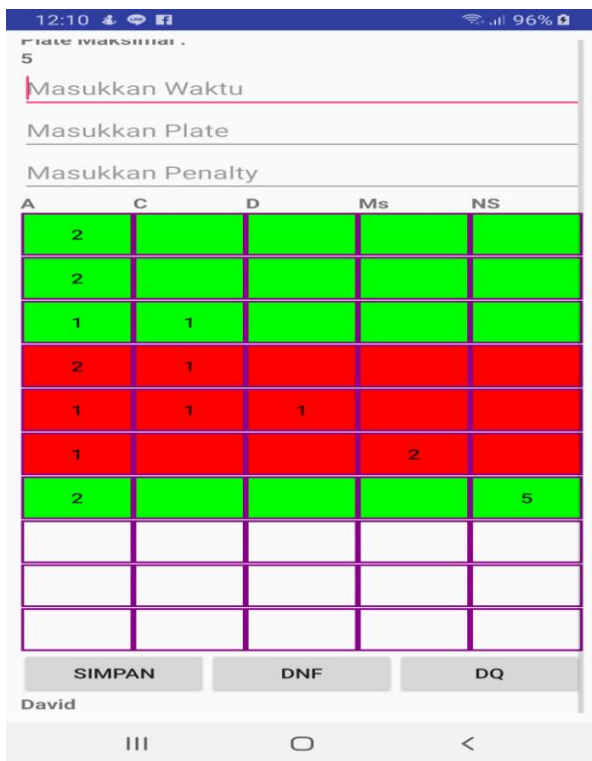 12:10 96%
Plate Maksimal :
5
Masukkan Waktu
Masukkan Plate
Masukkan Penalty
A C D Ms NS
2
2
1 1
2 1
1 1 1
1 2
2 5
SIMPAN DNF DQ
David